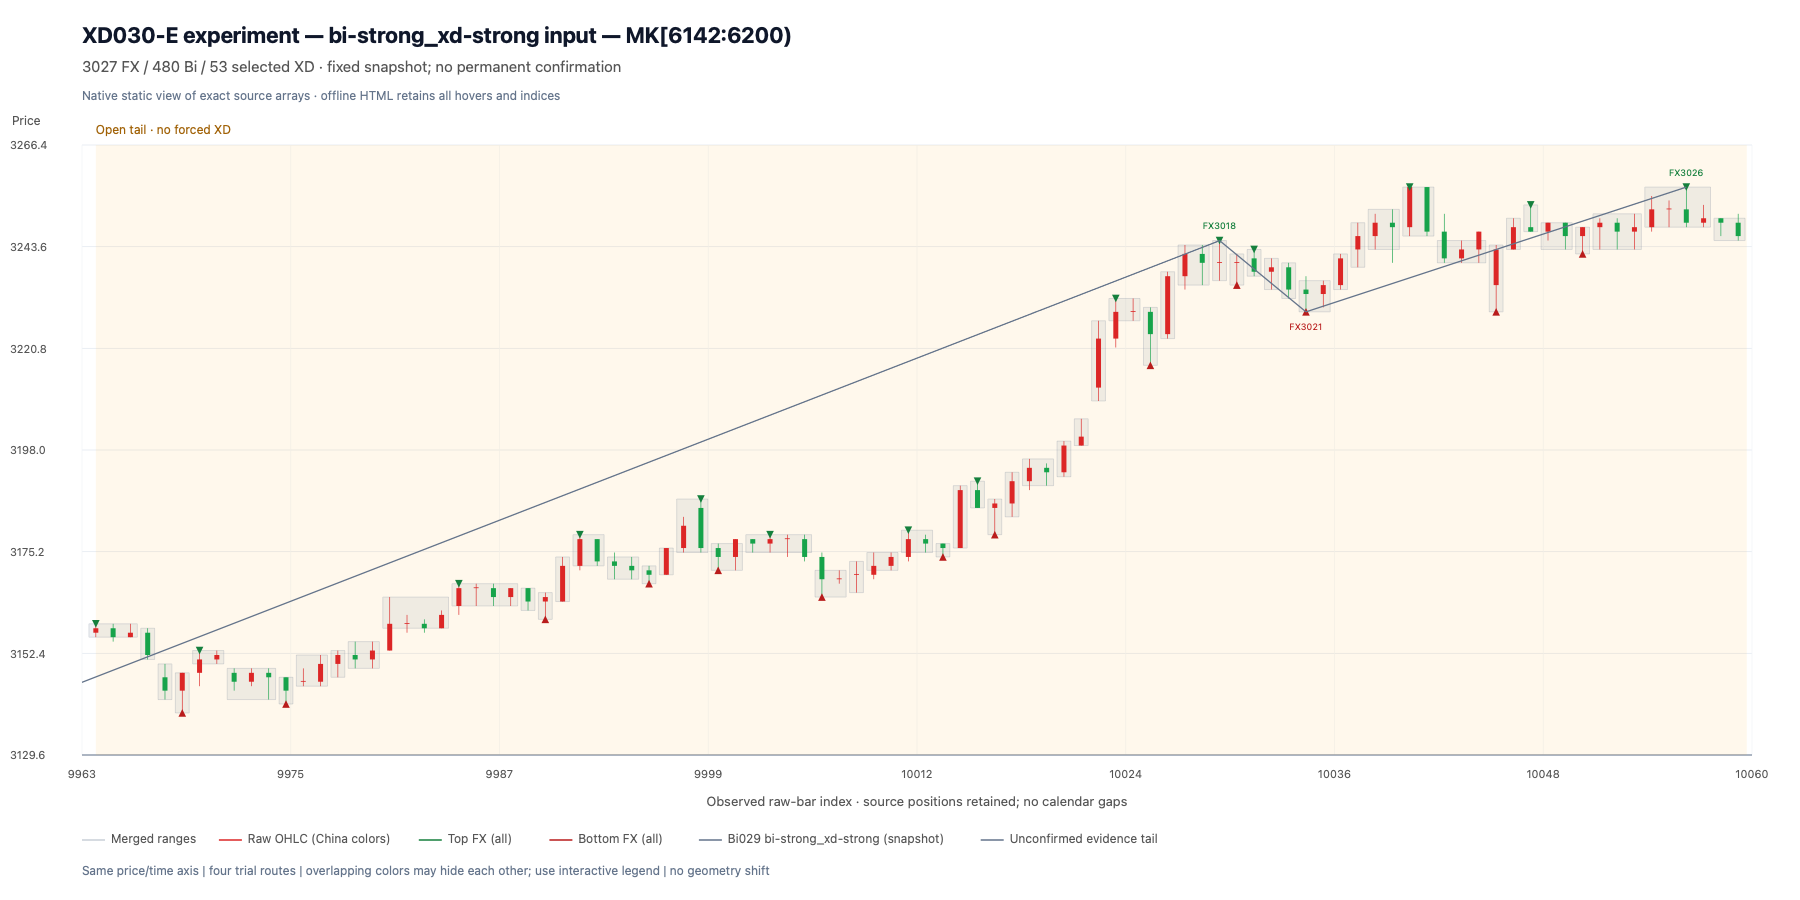 XD030-E experiment — bi-strong_xd-strong input — MK[6142:6200)
3027 FX / 480 Bi / 53 selected XD · fixed snapshot; no permanent confirmation
Native static view of exact source arrays · offline HTML retains all hovers and indices
Price
Open tail · no forced XD
3266.4
FX3026
FX3018
3243.6
FX3021
3220.8
3198.0
3175.2
3152.4
3129.6
9963 9975 9987 9999 10012 10024 10036 10048 10060
Observed raw-bar index · source positions retained; no calendar gaps
Merged ranges Raw OHLC (China colors) Top FX (all) Bottom FX (all) Bi029 bi-strong_xd-strong (snapshot) Unconfirmed evidence tail
Same price/time axis | four trial routes | overlapping colors may hide each other; use interactive legend | no geometry shift